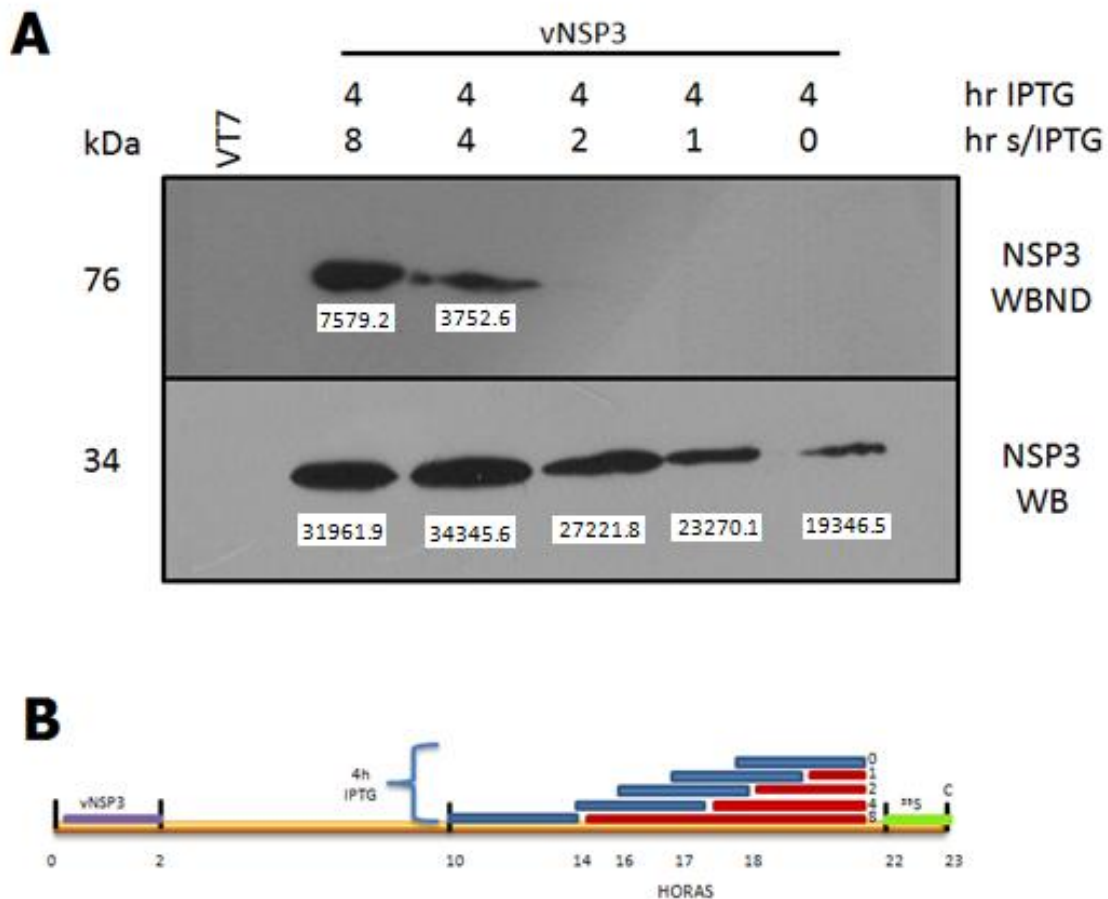 A
vNSP3
4 4 4 4 4 hr IPTG
kDa VT7 8 4 2 1 0 hr s/IPTG
76 NSP3
WBND
7579.2 3752.6
34 NSP3
WB
31961.9 34345.6 27221.8 23270.1 19346.5
B
4h
IPTG
0
1
2
4
8
vNSP3 35S C
0 2 10 14 16 17 18 22 23
HORAS